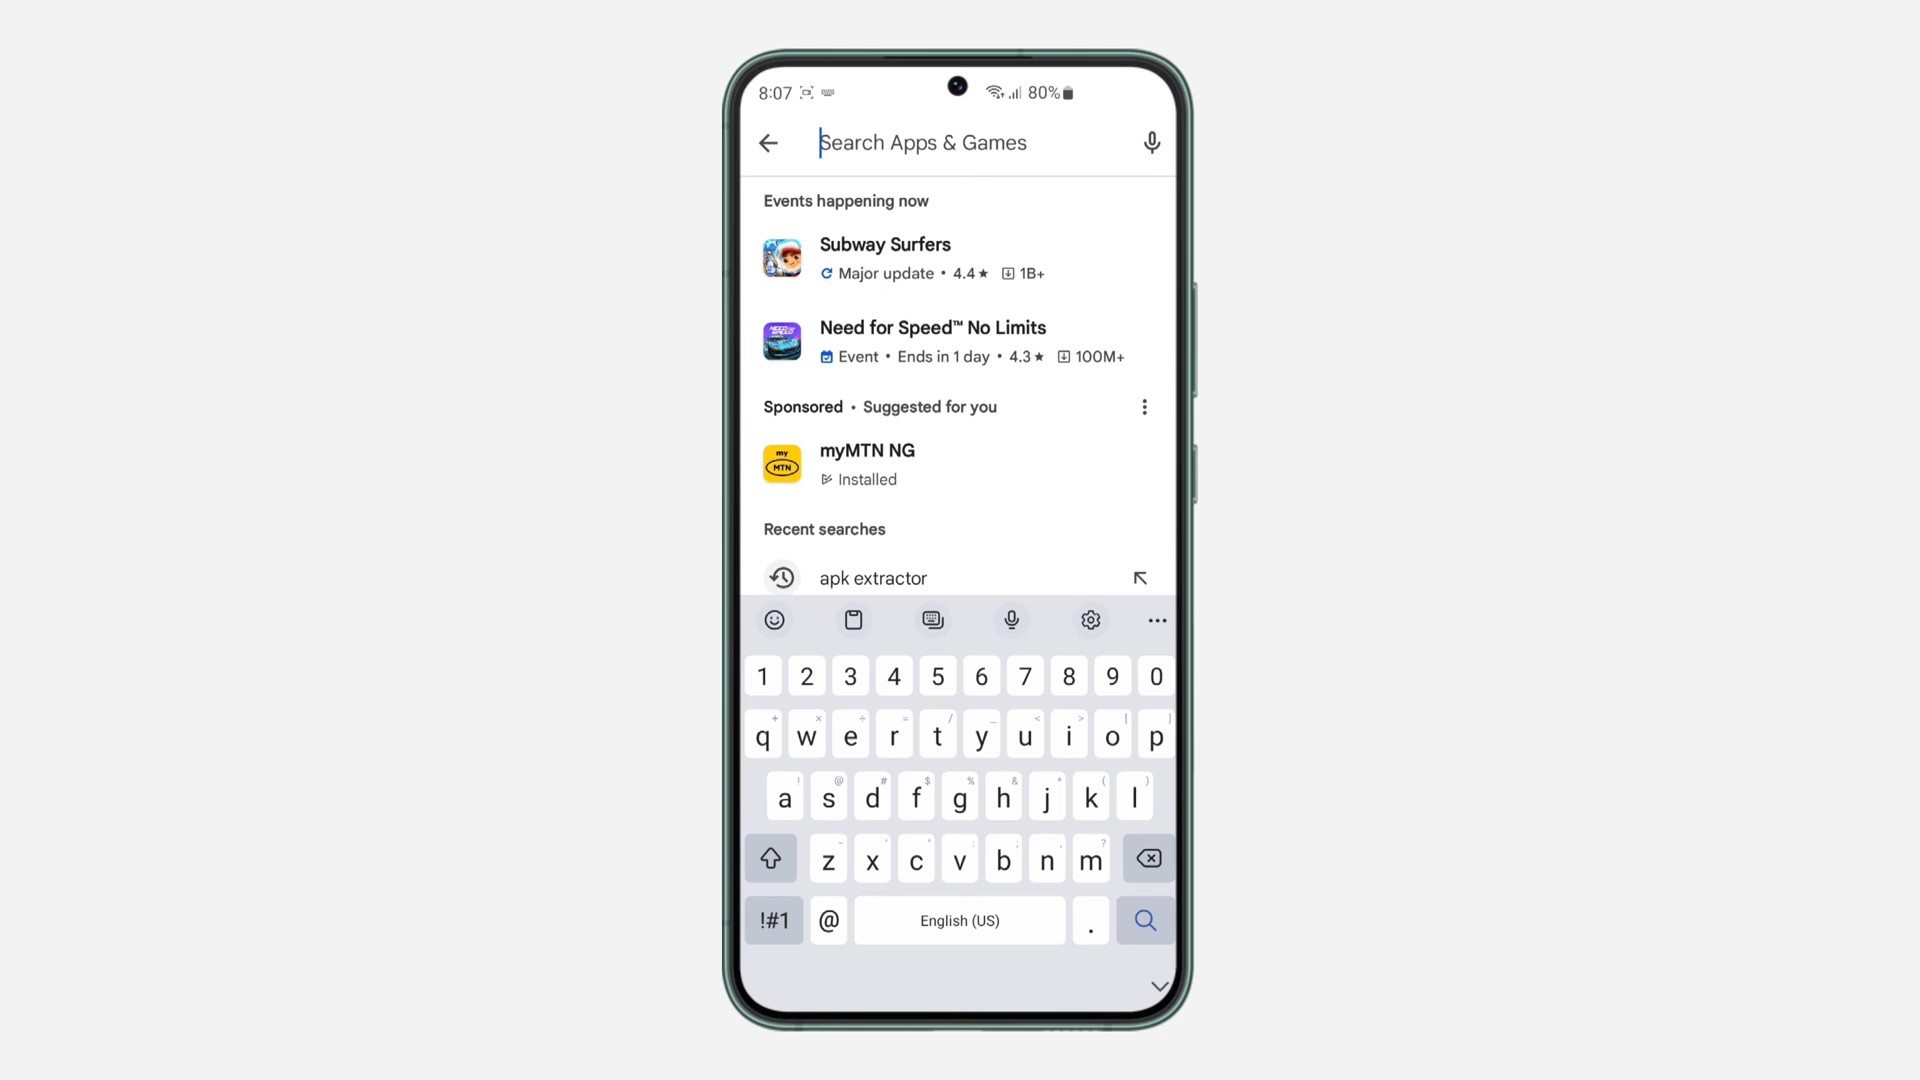 8:07 80%
Search Apps & Games
Events happening now
Subway Surfers
Major update • 4.4★ 1B+
Need for Speed™ No Limits
Event • Ends in 1 day • 4.3★ 100M+
Sponsored • Suggested for you
my
MTN
myMTN NG
Installed
Recent searches
apk extractor
1 2 3 4 5 6 7 8 9 0
+ × ÷ = / _ < > [ ]
q w e r t y u i o p
! @ # $ % & * ( )
a s d f g h j k l
- ' " : ; , ?
z x c v b n m
!#1 @ English (US) .